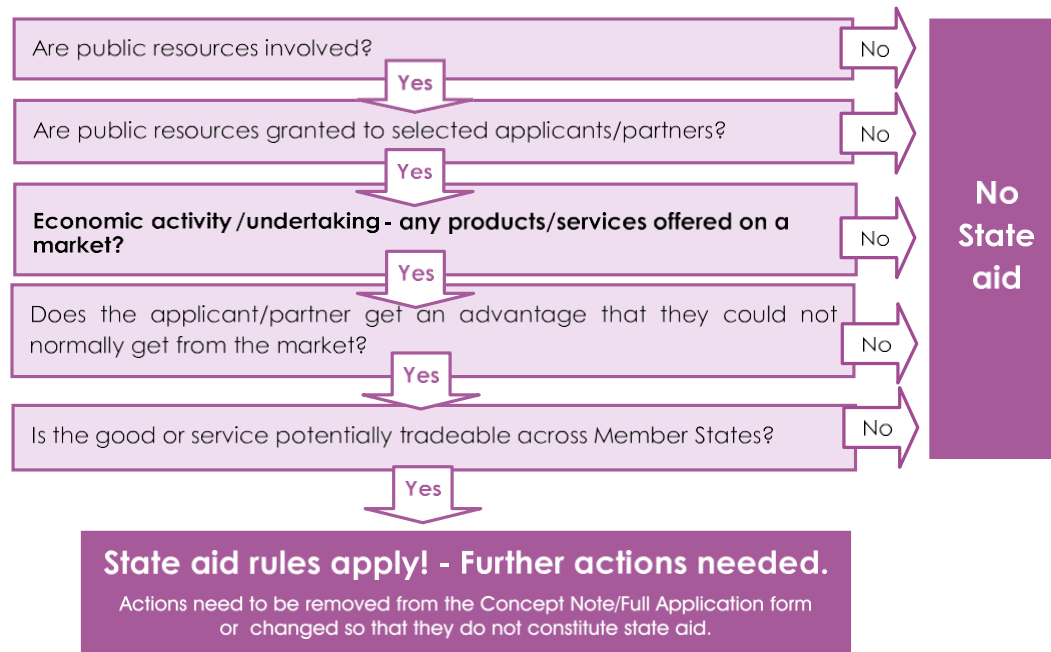 Are public resources involved?
No
Yes
Are public resources granted to selected applicants/partners?
No
Yes
Economic activity/undertaking - any products/services offered on a
market?
No
Yes
Does the applicant/partner get an advantage that they could not
normally get from the market?
No
Yes
Is the good or service potentially tradeable across Member States?
No
Yes
No
State
aid
State aid rules apply! - Further actions needed.
Actions need to be removed from the Concept Note/Full Application form
or changed so that they do not constitute state aid.